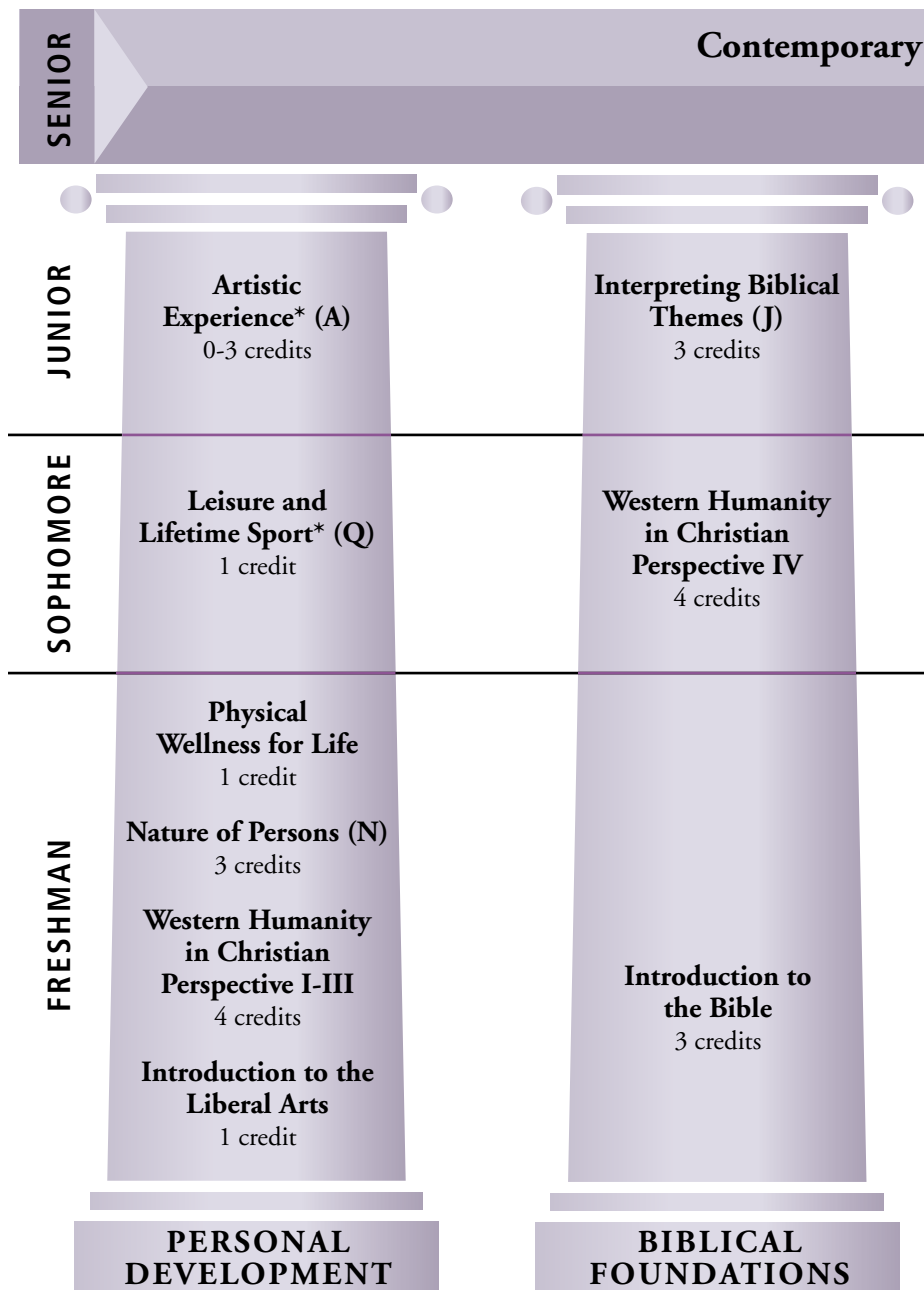 SENIOR
Contemporary
JUNIOR
Artistic
Experience* (A)
0-3 credits
Interpreting Biblical
Themes (J)
3 credits
SOPHOMORE
Leisure and
Lifetime Sport* (Q)
1 credit
Western Humanity
in Christian
Perspective IV
4 credits
FRESHMAN
Physical
Wellness for Life
1 credit
Nature of Persons (N)
3 credits
Western Humanity
in Christian
Perspective I-III
4 credits
Introduction to the
Liberal Arts
1 credit
Introduction to
the Bible
3 credits
PERSONAL
DEVELOPMENT
BIBLICAL
FOUNDATIONS